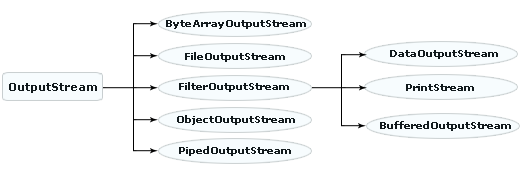 OutputStream
ByteArrayOutputStream
FileOutputStream
FilterOutputStream
ObjectOutputStream
PipedOutputStream
DataOutputStream
PrintStream
BufferedOutputStream